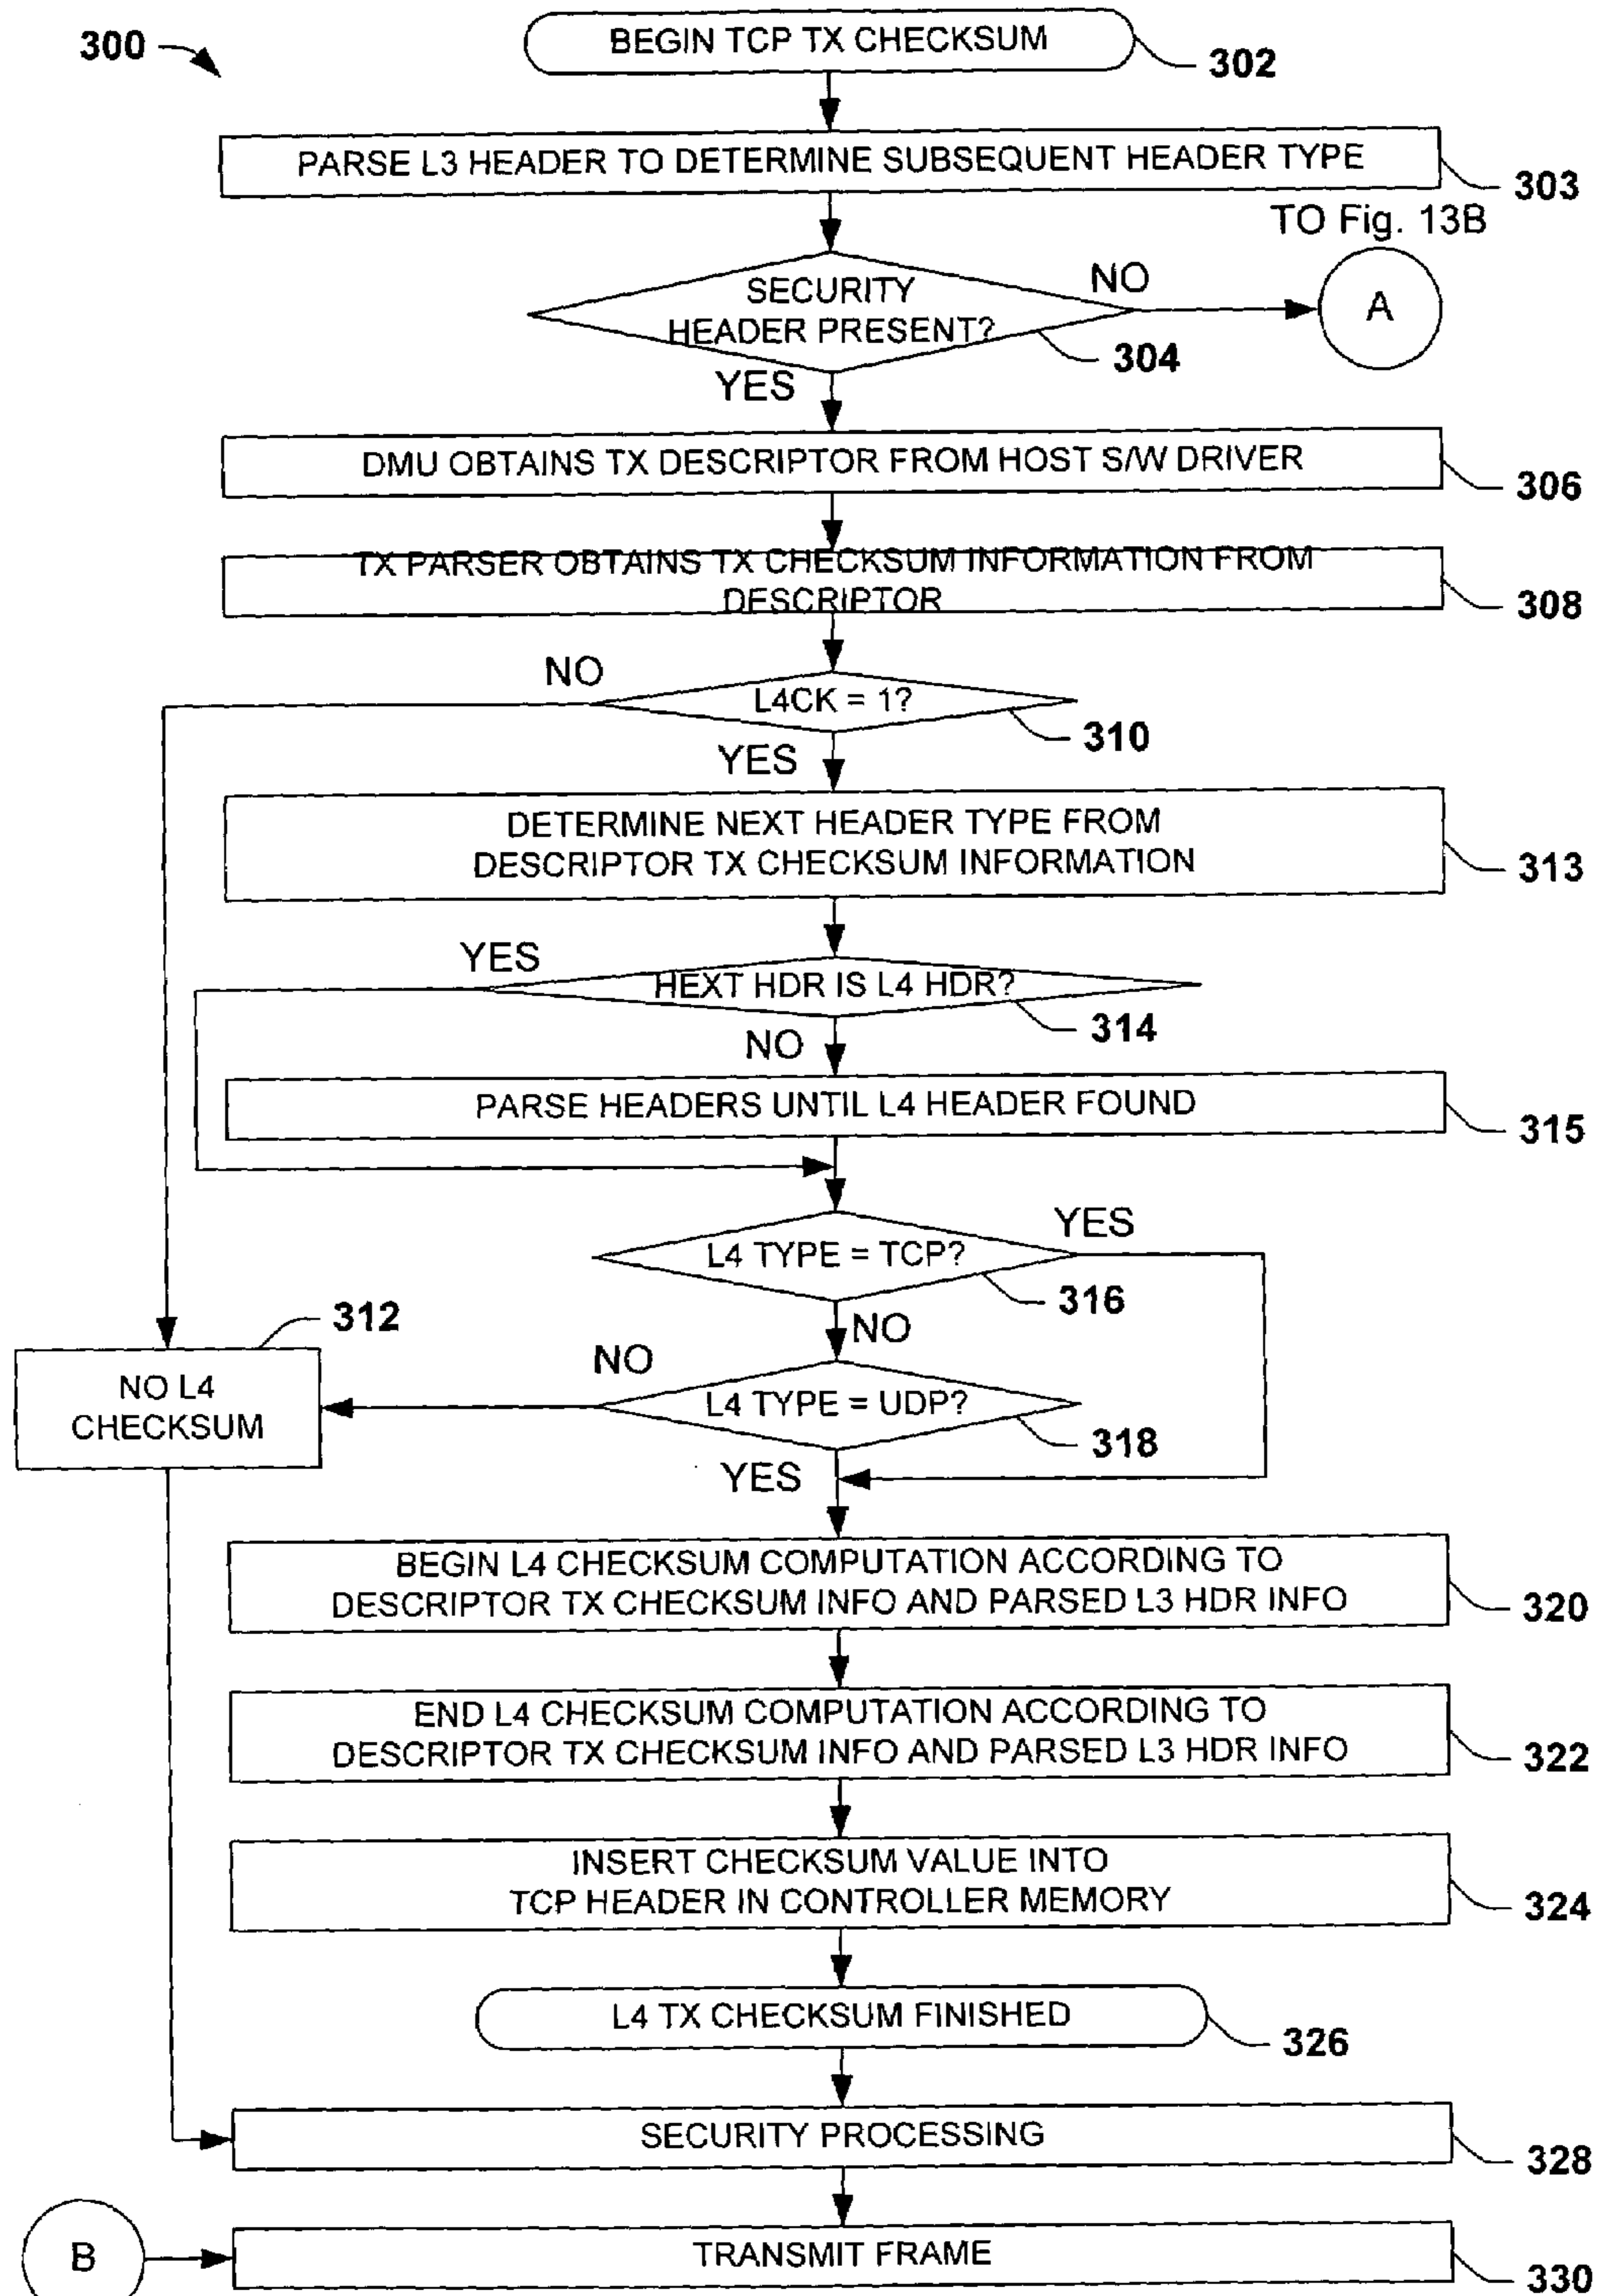 300
BEGIN TCP TX CHECKSUM
302
PARSE L3 HEADER TO DETERMINE SUBSEQUENT HEADER TYPE
303
TO Fig. 13B
SECURITY
HEADER PRESENT?
NO
A
304
YES
DMU OBTAINS TX DESCRIPTOR FROM HOST S/W DRIVER
306
TX PARSER OBTAINS TX CHECKSUM INFORMATION FROM
DESCRIPTOR
308
NO
L4CK = 1?
310
YES
DETERMINE NEXT HEADER TYPE FROM
DESCRIPTOR TX CHECKSUM INFORMATION
313
YES
HEXT HDR IS L4 HDR?
314
NO
PARSE HEADERS UNTIL L4 HEADER FOUND
315
YES
L4 TYPE = TCP?
316
NO
312
NO L4
CHECKSUM
NO
L4 TYPE = UDP?
318
YES
BEGIN L4 CHECKSUM COMPUTATION ACCORDING TO
DESCRIPTOR TX CHECKSUM INFO AND PARSED L3 HDR INFO
320
END L4 CHECKSUM COMPUTATION ACCORDING TO
DESCRIPTOR TX CHECKSUM INFO AND PARSED L3 HDR INFO
322
INSERT CHECKSUM VALUE INTO
TCP HEADER IN CONTROLLER MEMORY
324
L4 TX CHECKSUM FINISHED
326
SECURITY PROCESSING
328
B
TRANSMIT FRAME
330